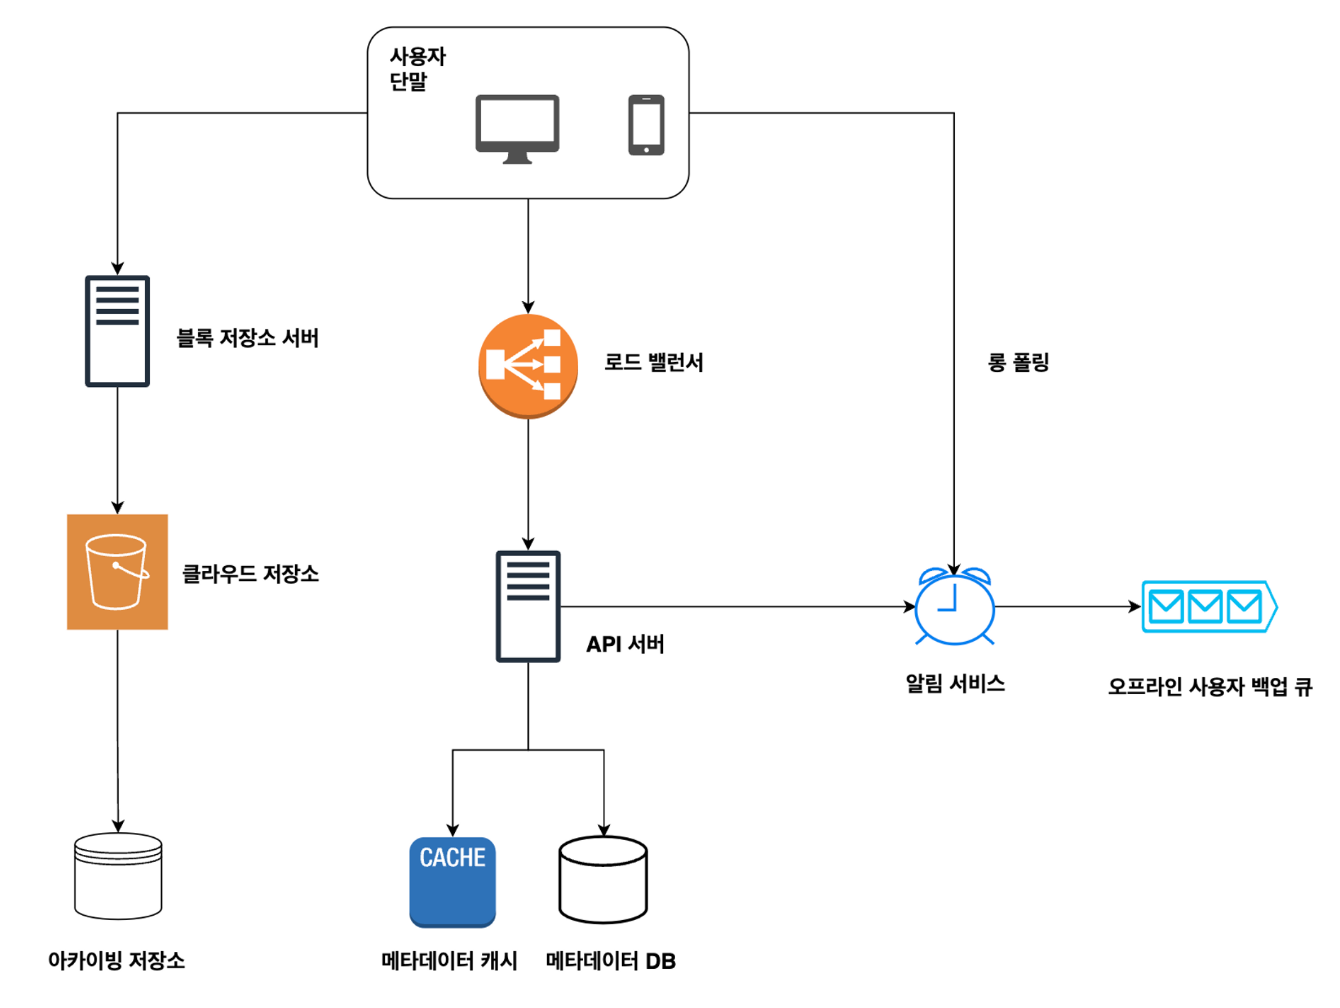 사용자
단말
블록 저장소 서버
로드 밸런서
롱 폴링
클라우드 저장소
API 서버
알림 서비스
오프라인 사용자 백업 큐
CACHE
아카이빙 저장소
메타데이터 캐시
메타데이터 DB